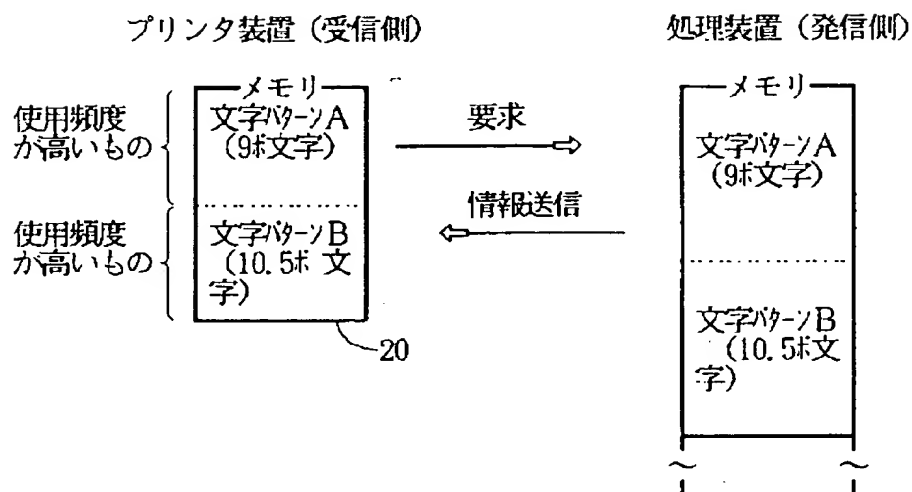 プリンタ装置（受信側）
処理装置（発信側）
メモリ
使用頻度
が高いもの
文字パターンA
（9ポ文字）
使用頻度
が高いもの
文字パターンB
（10.5ポ 文
字）
20
要求
情報送信
メモリ
文字パターンA
（9ポ文字）
文字パターンB
（10.5ポ文
字）